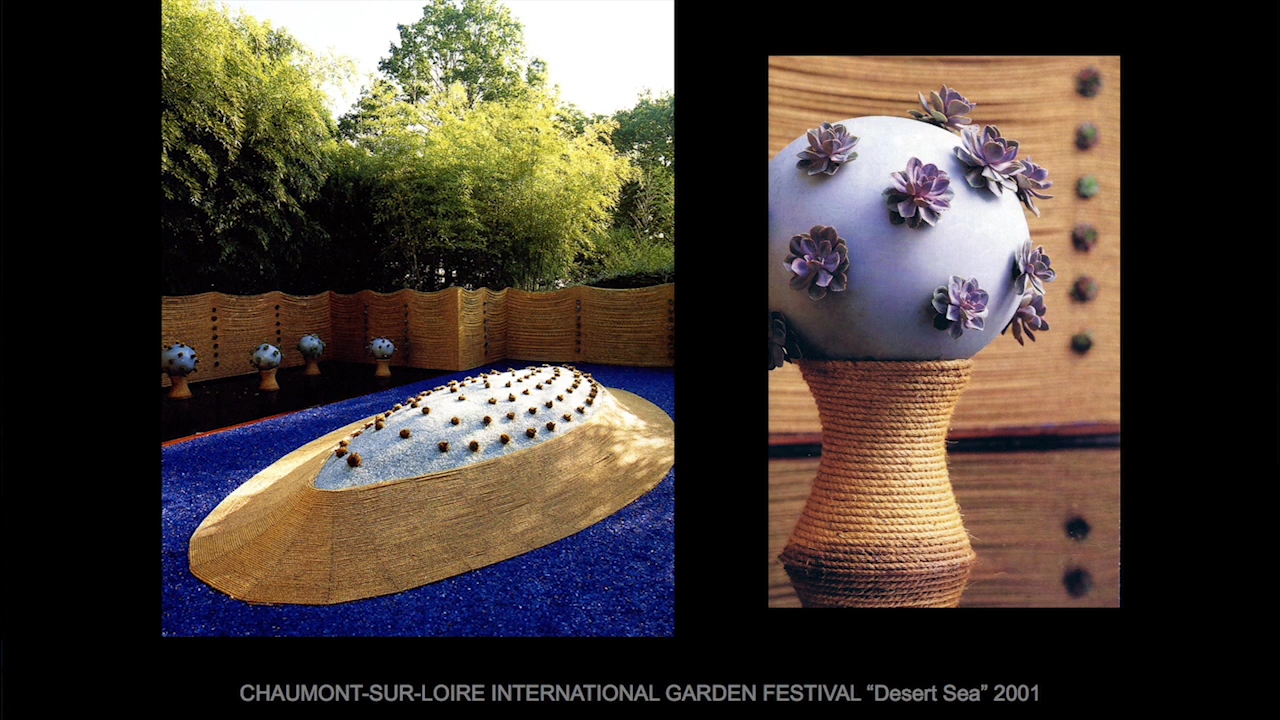 CHAUMONT-SUR-LOIRE INTERNATIONAL GARDEN FESTIVAL “Desert Sea” 2001